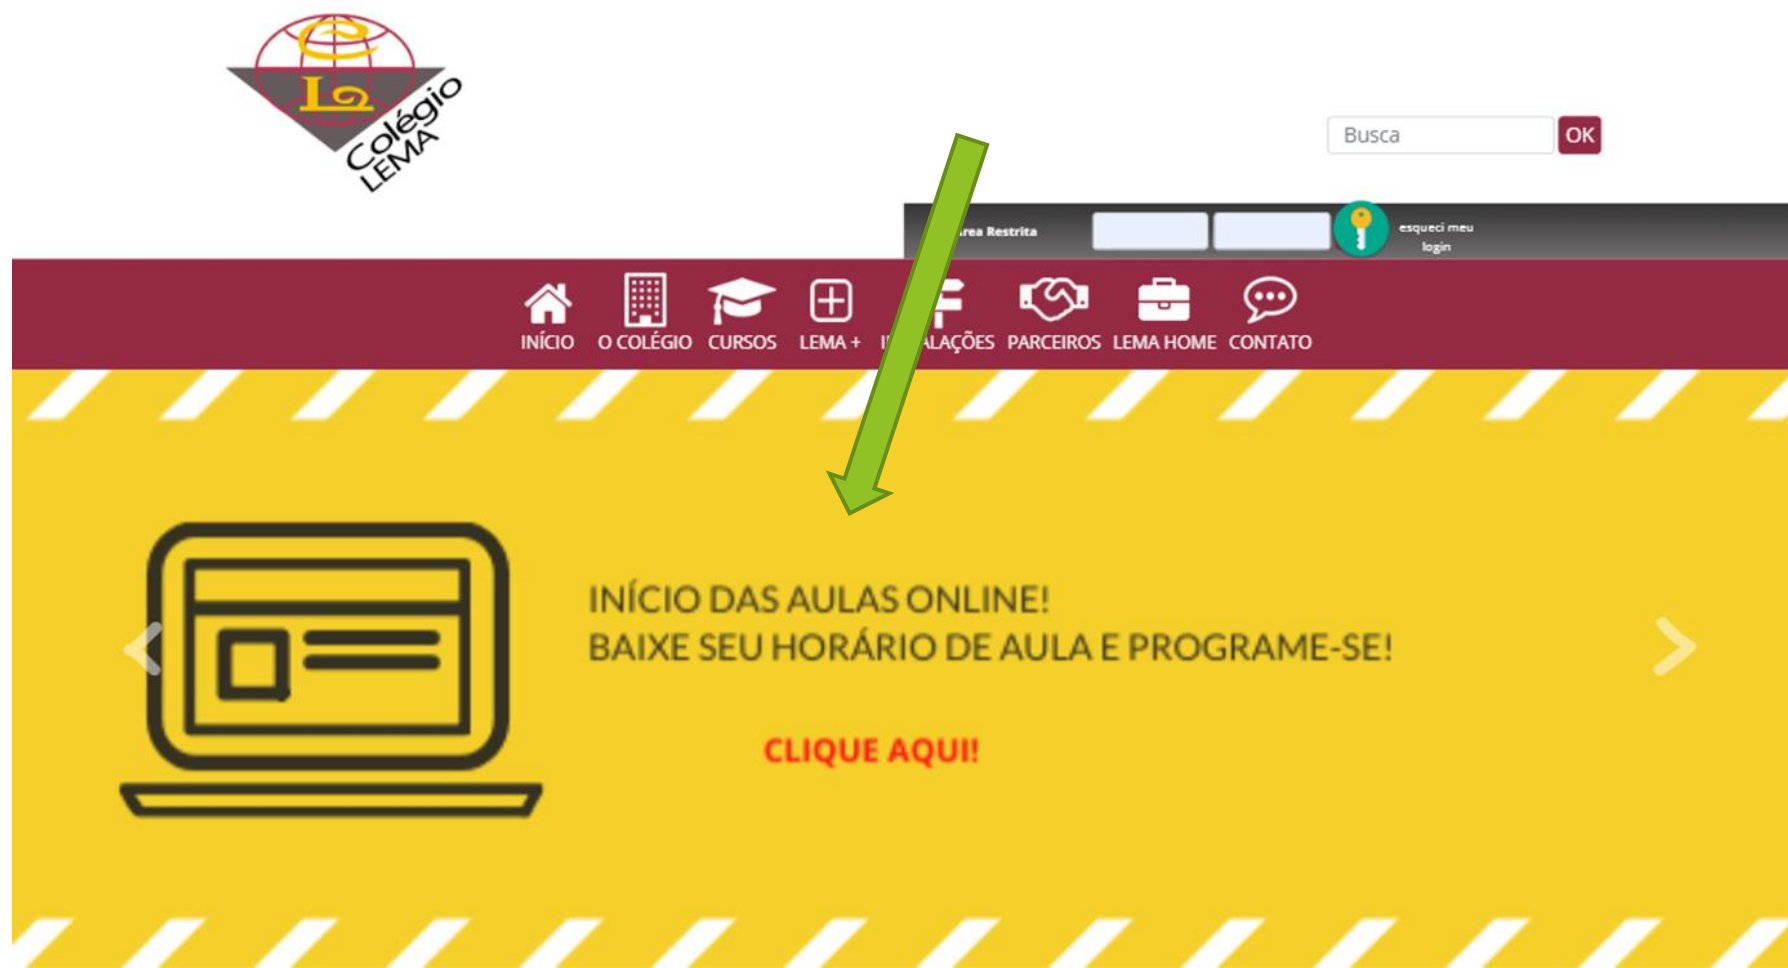 Colégio
LEMA
Busca
OK
Restrita
esqueci meu
login
INÍCIO
O COLÉGIO
CURSOS
LEMA +
PARCEIROS
LEMA HOME
CONTATO
INÍCIO DAS AULAS ONLINE!
BAIXE SEU HORÁRIO DE AULA E PROGRAME-SE!
CLIQUE AQUI!